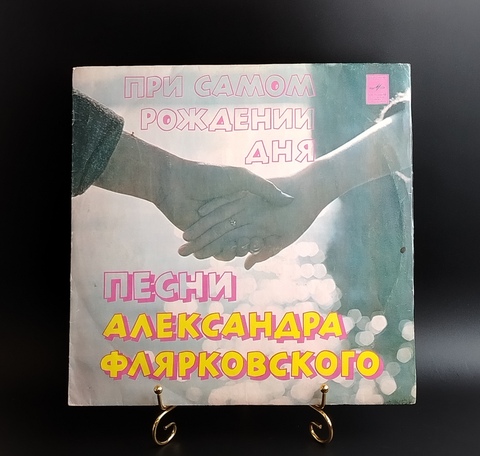 ПРИ САМОМ
РОЖДЕНИИ
ДНЯ
ПЕСНИ
АЛЕКСАНДРА
ФЛЯРКОВСКОГО